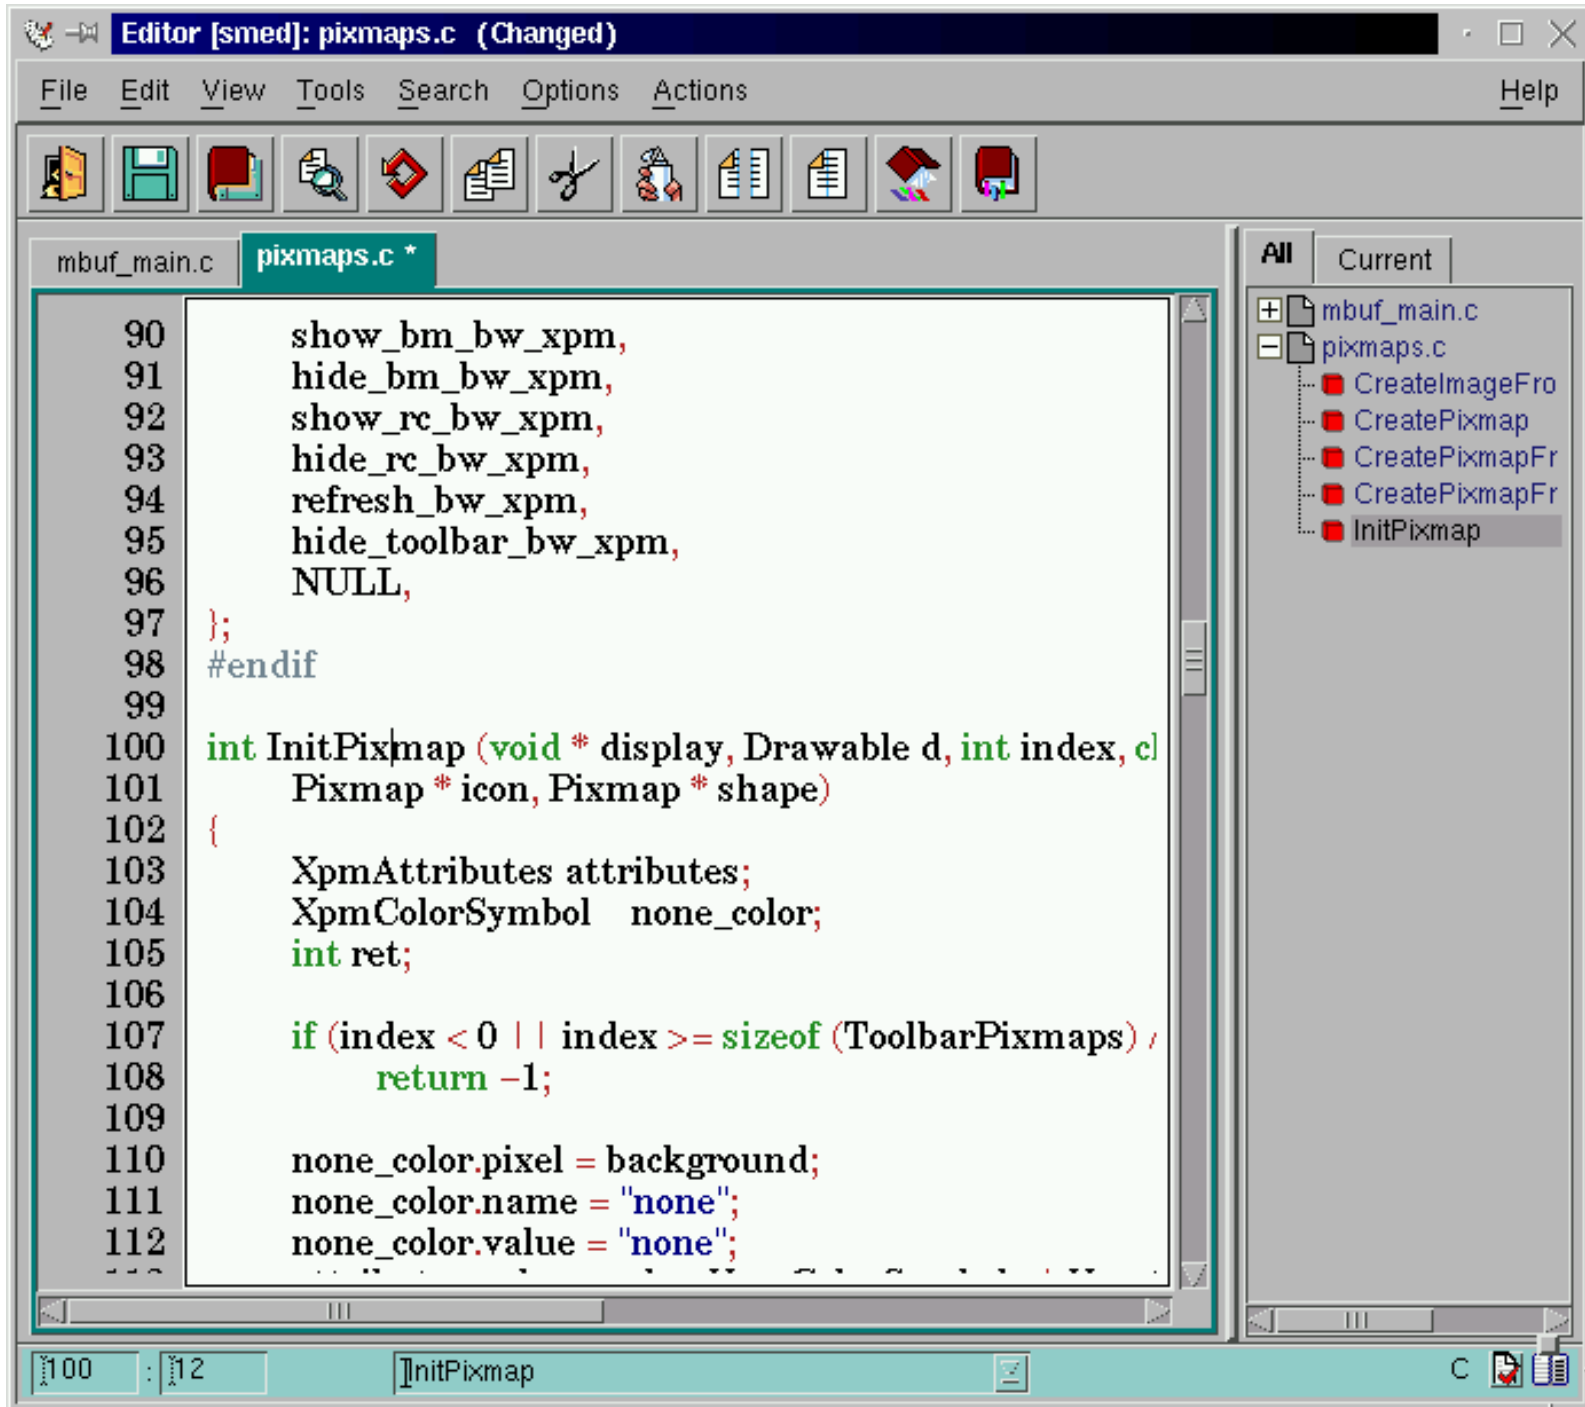 Editor [smed]: pixmaps.c (Changed)
File Edit View Tools Search Options Actions Help
mbuf_main.c pixmaps.c *
90 show_bm_bw_xpm,
91 hide_bm_bw_xpm,
92 show_rc_bw_xpm,
93 hide_rc_bw_xpm,
94 refresh_bw_xpm,
95 hide_toolbar_bw_xpm,
96 NULL,
97 };
98 #endif
99
100 int InitPixmap (void * display, Drawable d, int index,
101 Pixmap * icon, Pixmap * shape)
102 {
103 XpmAttributes attributes;
104 XpmColorSymbol none_color;
105 int ret;
106
107 if (index < 0 || index >= sizeof (ToolbarPixmaps) /
108 return -1;
109
110 none_color.pixel = background;
111 none_color.name = "none";
112 none_color.value = "none";
All Current
mbuf_main.c
pixmaps.c
CreateImageFro
CreatePixmap
CreatePixmapFr
CreatePixmapFr
InitPixmap
100 : 12 InitPixmap C